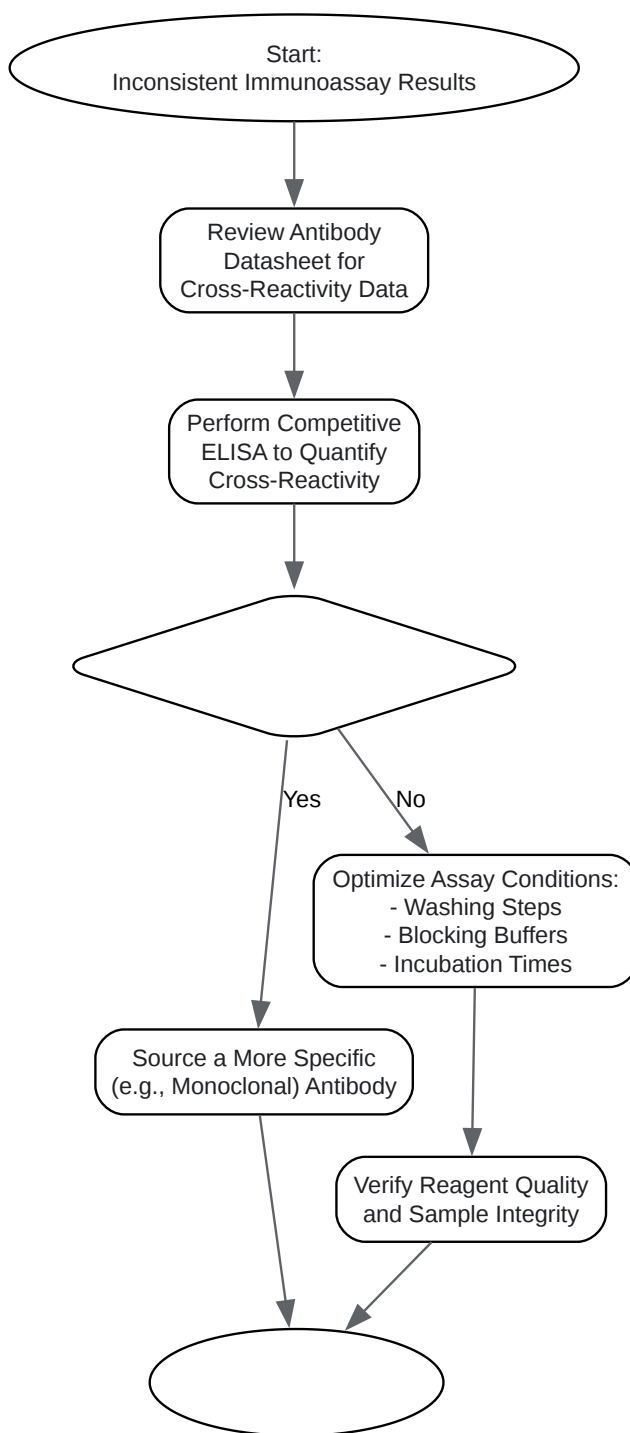 Start:
Inconsistent Immunoassay Results
Review Antibody
Datasheet for
Cross-Reactivity Data
Perform Competitive
ELISA to Quantify
Cross-Reactivity
Yes
No
Optimize Assay Conditions:
- Washing Steps
- Blocking Buffers
- Incubation Times
Source a More Specific
(e.g., Monoclonal) Antibody
Verify Reagent Quality
and Sample Integrity